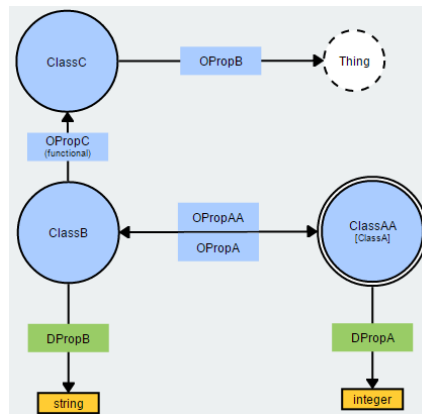 ClassC
OPropB
Thing
OPropC
(functional)
ClassB
OPropAA
OPropA
ClassAA
[ClassA]
DPropB
DPropA
string
integer